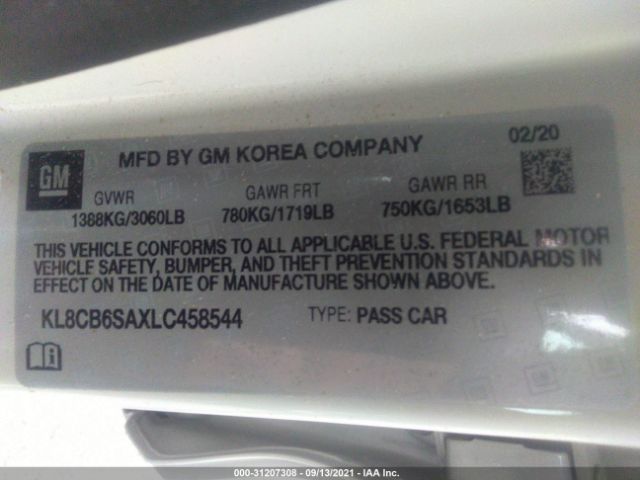 MFD BY GM KOREA COMPANY 02/20
GM
GVWR GAWR FRT GAWR RR
1388KG/3060LB 780KG/1719LB 750KG/1653LB
THIS VEHICLE CONFORMS TO ALL APPLICABLE U.S. FEDERAL MOTOR
VEHICLE SAFETY, BUMPER, AND THEFT PREVENTION STANDARDS IN
EFFECT ON THE DATE OF MANUFACTURE SHOWN ABOVE.
KL8CB6SAXLC458544 TYPE: PASS CAR
000-31207308 - 09/13/2021 - IAA Inc.